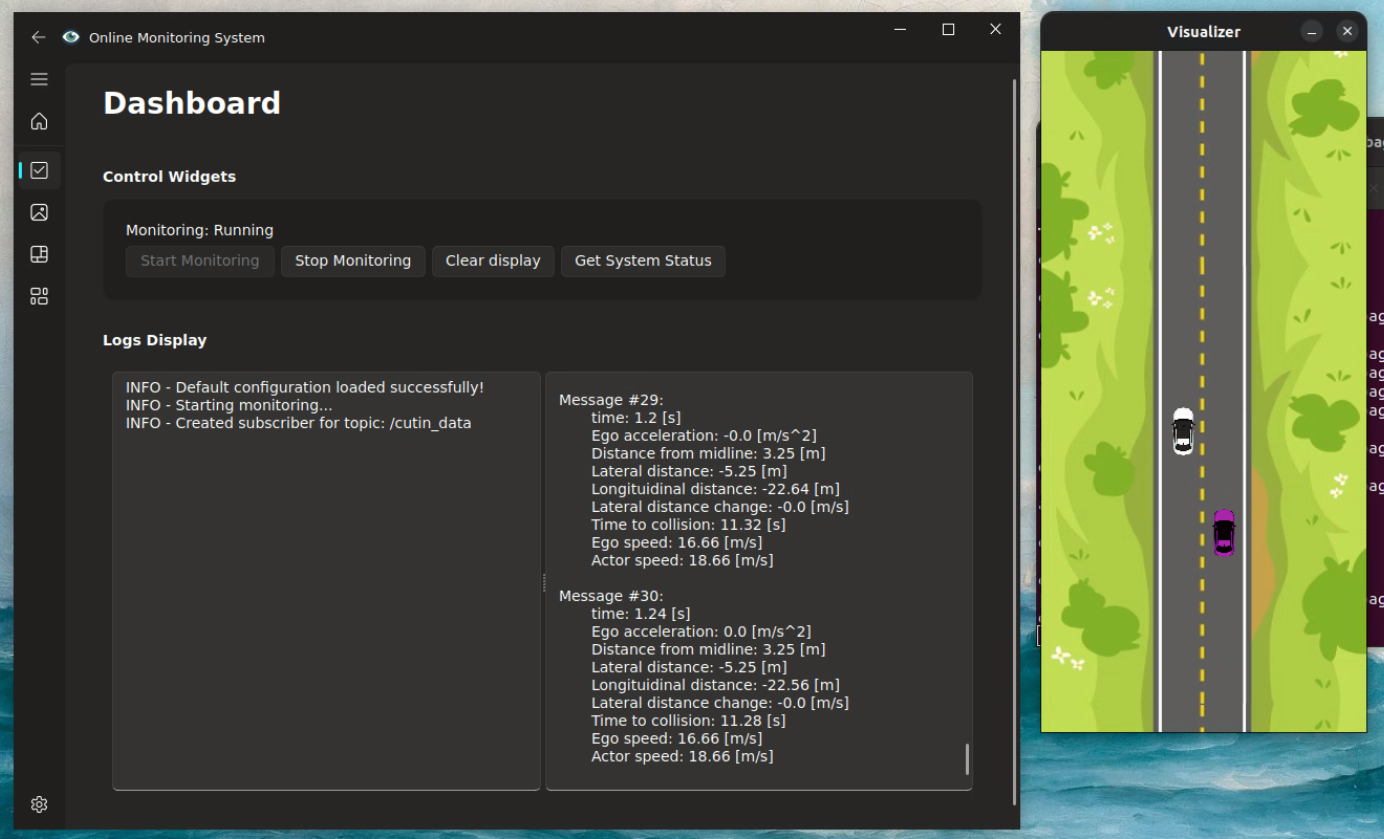 Online Monitoring System
Dashboard
Control Widgets
Monitoring: Running
Start Monitoring
Stop Monitoring
Clear display
Get System Status
Logs Display
INFO - Default configuration loaded successfully!
INFO - Starting monitoring...
INFO - Created subscriber for topic: /cutin_data
Message #29:
time: 1.2 [s]
Ego acceleration: -0.0 [m/s^2]
Distance from midline: 3.25 [m]
Lateral distance: -5.25 [m]
Longituidinal distance: -22.64 [m]
Lateral distance change: -0.0 [m/s]
Time to collision: 11.32 [s]
Ego speed: 16.66 [m/s]
Actor speed: 18.66 [m/s]
Message #30:
time: 1.24 [s]
Ego acceleration: 0.0 [m/s^2]
Distance from midline: 3.25 [m]
Lateral distance: -5.25 [m]
Longituidinal distance: -22.56 [m]
Lateral distance change: -0.0 [m/s]
Time to collision: 11.28 [s]
Ego speed: 16.66 [m/s]
Actor speed: 18.66 [m/s]
Visualizer